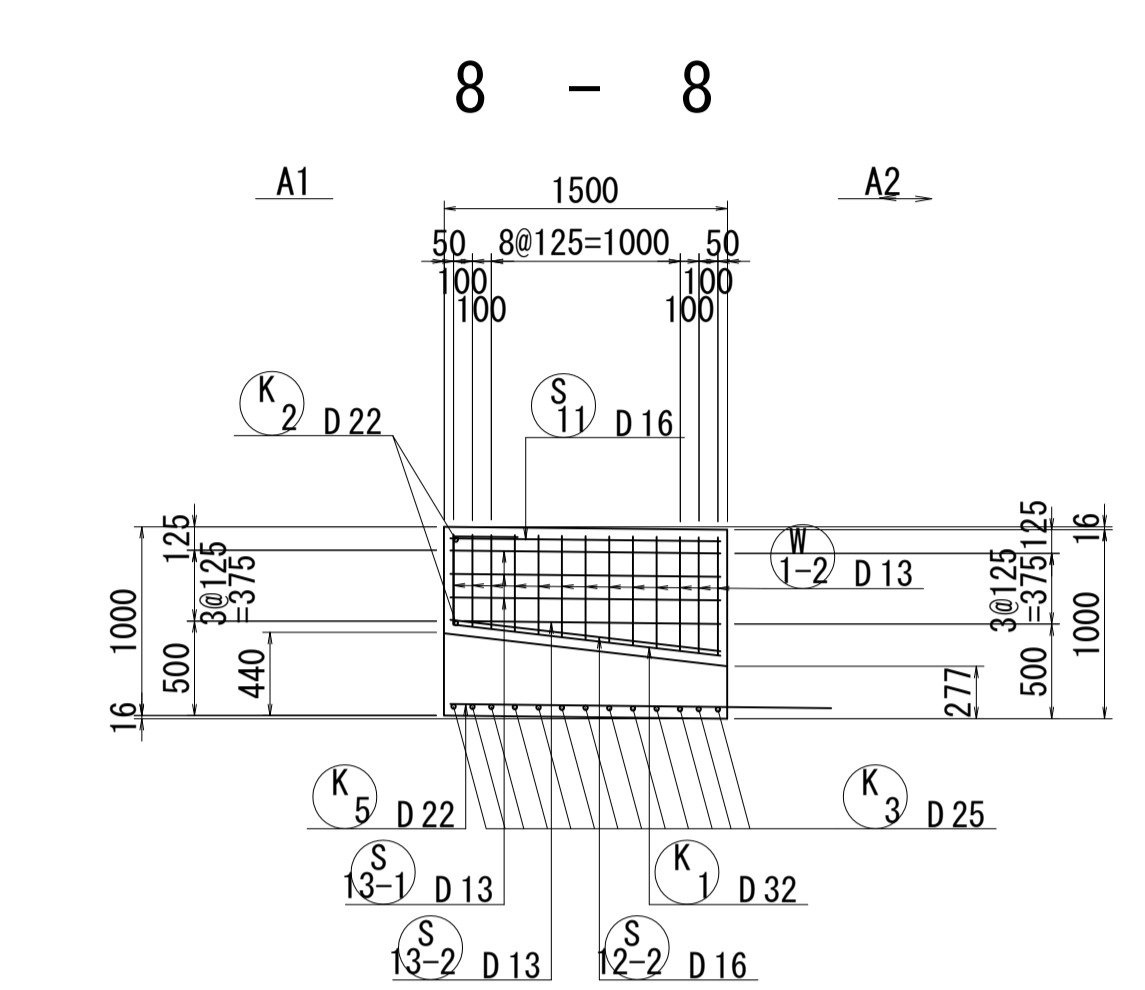 8 - 8
A1
1500
A2
50
8@125=1000
50
100
100
100
100
K 2 D 22
S 11 D 16
W 1-2 D 13
125
3@125
=375
1000
500
440
16
125
16
3@125
=375
1000
500
277
K 5 D 22
K 3 D 25
S 13-1 D 13
K 1 D 32
S 13-2 D 13
S 12-2 D 16